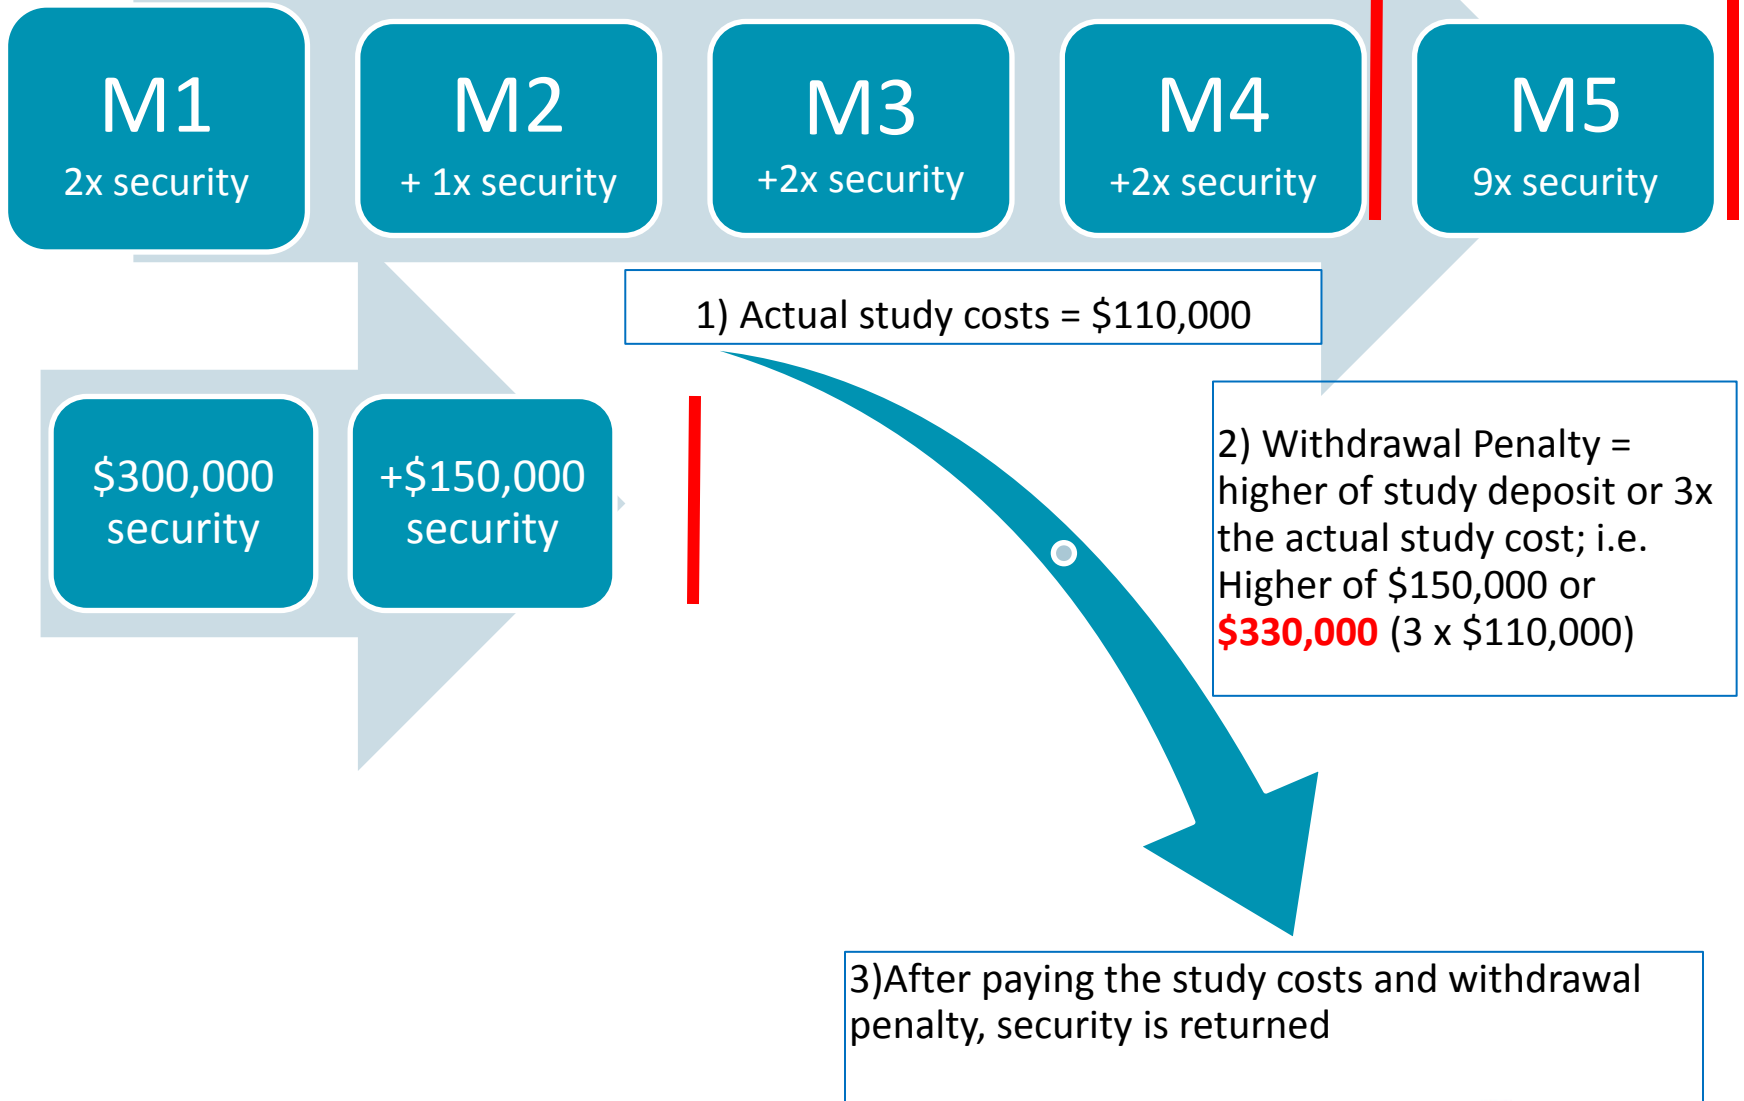 M1
2x security
M2
+ 1x security
M3
+2x security
M4
+2x security
M5
9x security
1) Actual study costs = $110,000
$300,000
security
+$150,000
security
2) Withdrawal Penalty =
higher of study deposit or 3x
the actual study cost; i.e.
Higher of $150,000 or
$330,000 (3 x $110,000)
3)After paying the study costs and withdrawal
penalty, security is returned